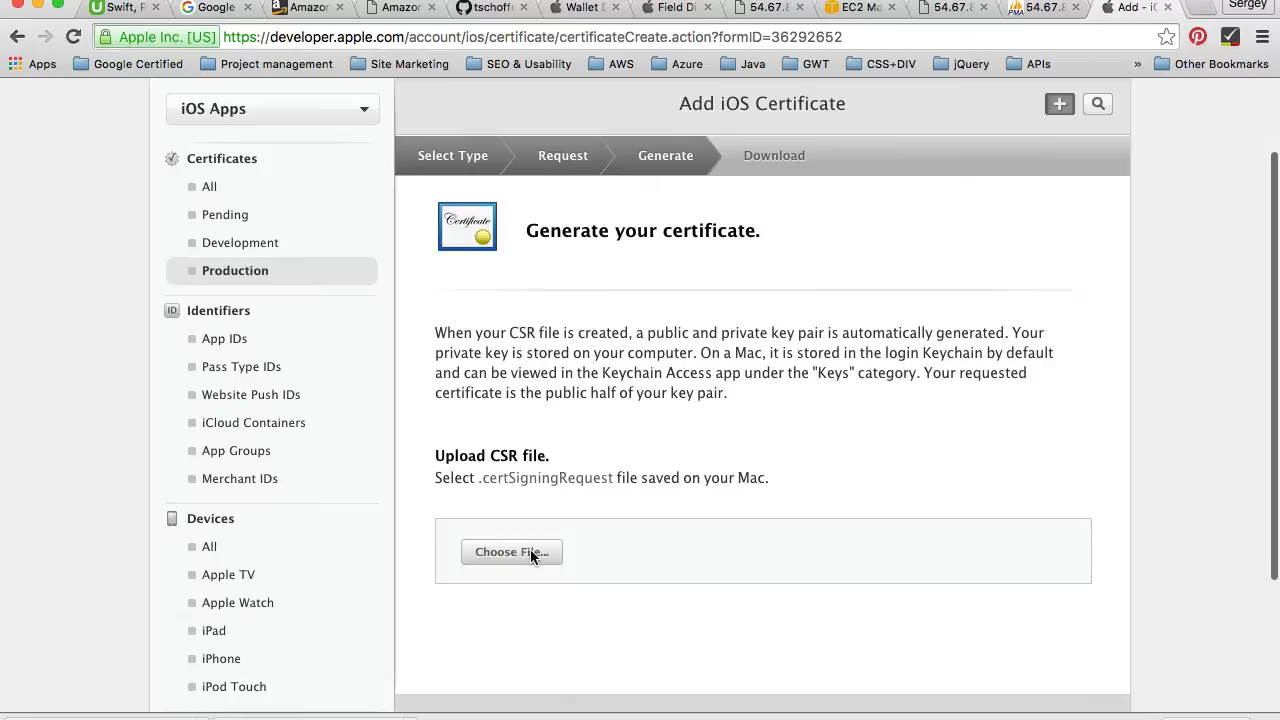 Swift, P
Google
Amazon
Amazon
tschoff
Wallet D
Field Di
54.67.
EC2 Ma
54.67.
54.67.
Add - iO
Sergey
Apple Inc. [US] https://developer.apple.com/account/ios/certificate/certificateCreate.action?formID=36292652
Apps Google Certified Project management Site Marketing SEO & Usability AWS Azure Java GWT CSS+DIV jQuery APIs » Other Bookmarks
iOS Apps
Add iOS Certificate
Select Type Request Generate Download
Certificates
All
Pending
Development
Production
Identifiers
App IDs
Pass Type IDs
Website Push IDs
iCloud Containers
App Groups
Merchant IDs
Devices
All
Apple TV
Apple Watch
iPad
iPhone
iPod Touch
Certificate
Generate your certificate.
When your CSR file is created, a public and private key pair is automatically generated. Your
private key is stored on your computer. On a Mac, it is stored in the login Keychain by default
and can be viewed in the Keychain Access app under the "Keys" category. Your requested
certificate is the public half of your key pair.
Upload CSR file.
Select .certSigningRequest file saved on your Mac.
Choose File...